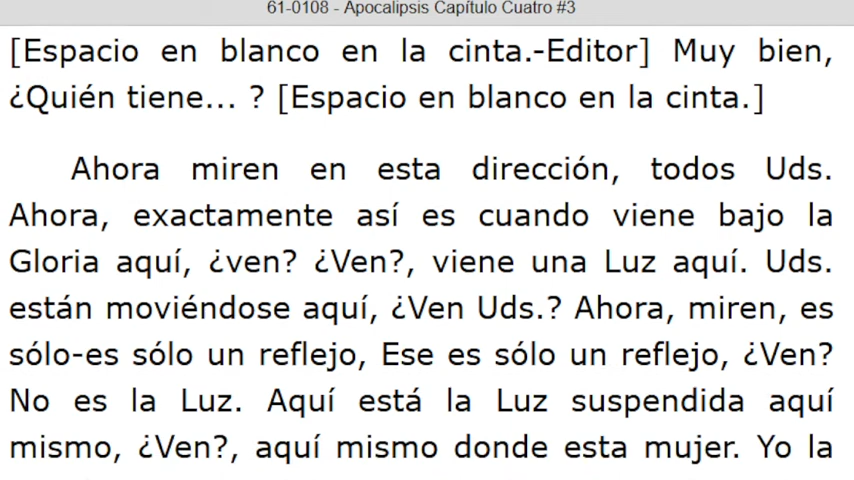 61-0108 - Apocalipsis Capítulo Cuatro #3
[Espacio en blanco en la cinta.-Editor] Muy bien,
¿Quién tiene... ? [Espacio en blanco en la cinta.]
Ahora miren en esta dirección, todos Uds.
Ahora, exactamente así es cuando viene bajo la
Gloria aquí, ¿ven? ¿Ven?, viene una Luz aquí. Uds.
están moviéndose aquí, ¿Ven Uds.? Ahora, miren, es
sólo-es sólo un reflejo, Ese es sólo un reflejo, ¿Ven?
No es la Luz. Aquí está la Luz suspendida aquí
mismo, ¿Ven?, aquí mismo donde esta mujer. Yo la